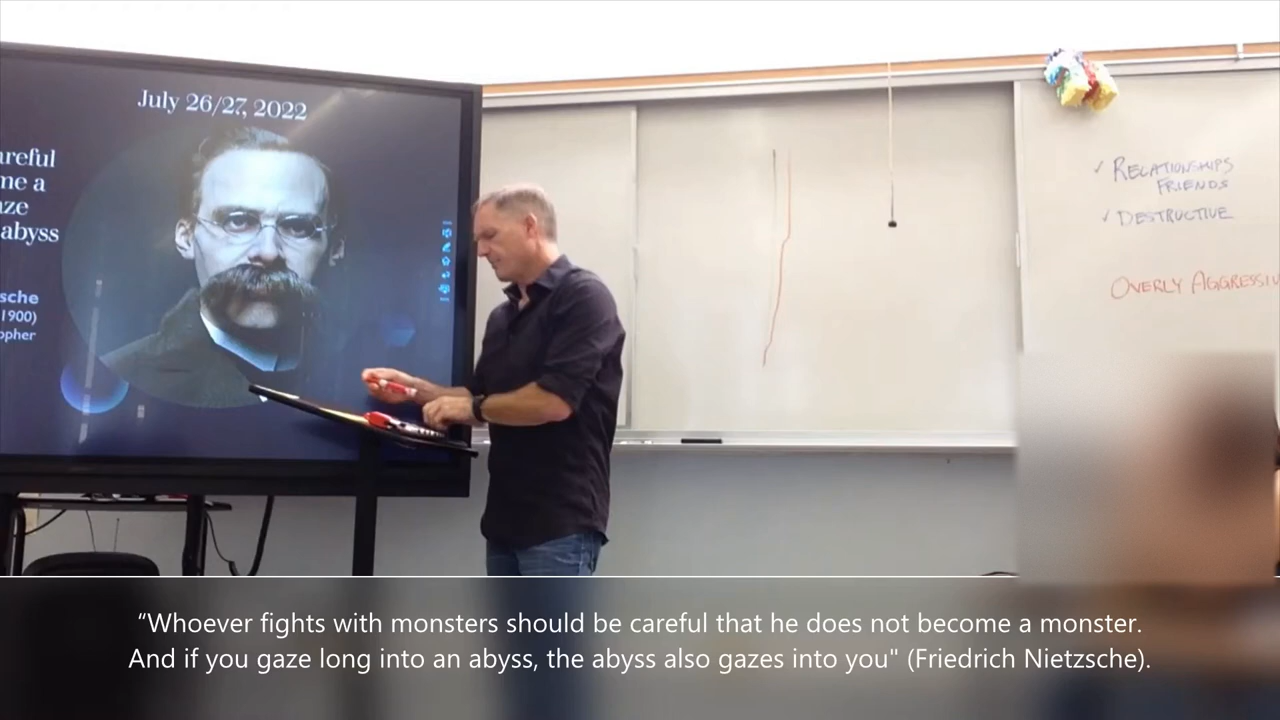 July 26/27, 2022
areful
me a
aze
abyss
sche
1900)
opher
✓ RELATIONSHIPS
FRIENDS
✓ DESTRUCTIVE
OVERLY AGGRESSIV
“Whoever fights with monsters should be careful that he does not become a monster.
And if you gaze long into an abyss, the abyss also gazes into you" (Friedrich Nietzsche).